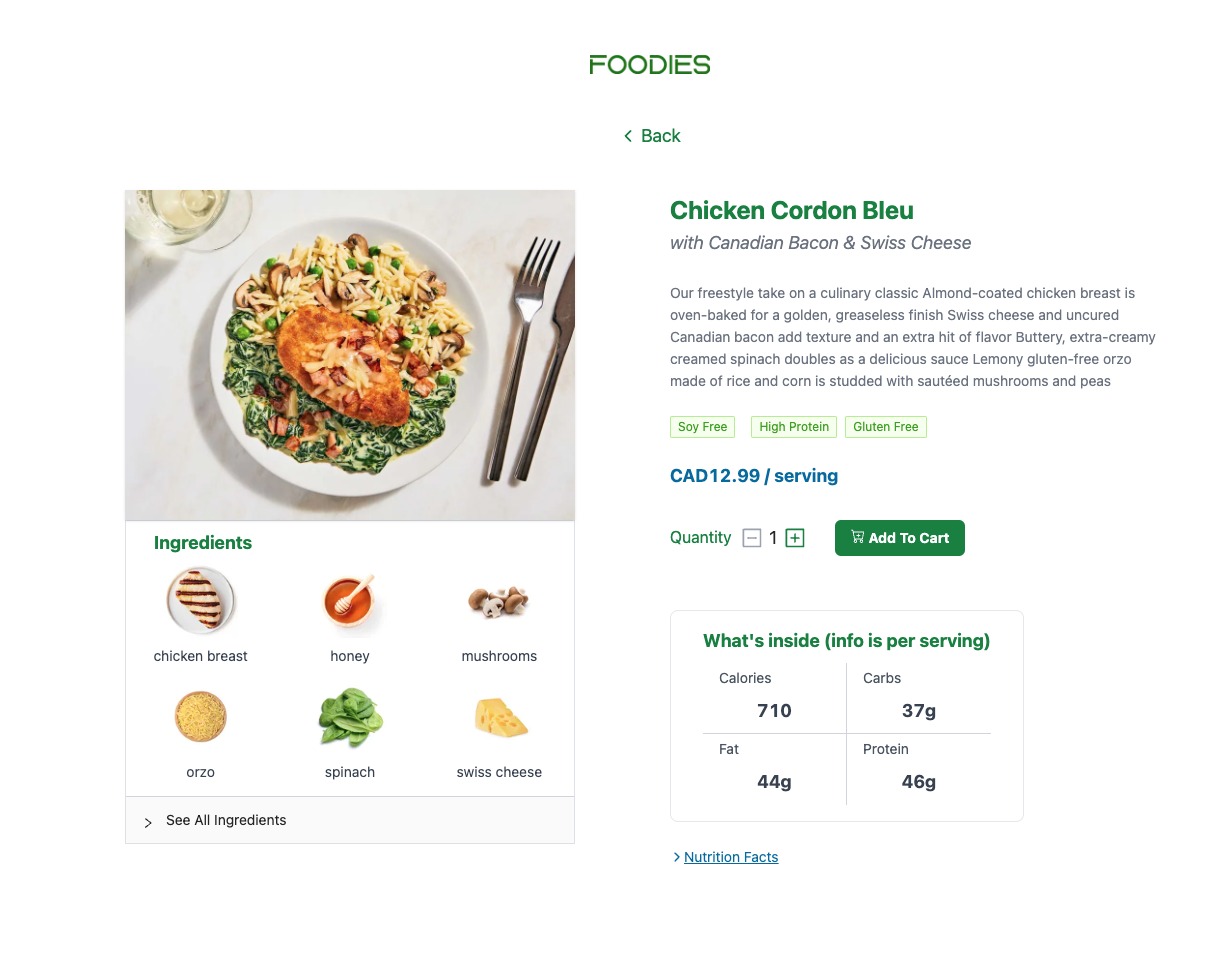 FOODIES
Back
Chicken Cordon Bleu
with Canadian Bacon & Swiss Cheese
Our freestyle take on a culinary classic Almond-coated chicken breast is
oven-baked for a golden, greaseless finish Swiss cheese and uncured
Canadian bacon add texture and an extra hit of flavor Buttery, extra-creamy
creamed spinach doubles as a delicious sauce Lemony gluten-free orzo
made of rice and corn is studded with sautéed mushrooms and peas
Soy Free High Protein Gluten Free
CAD12.99 / serving
Quantity 1 Add To Cart
Ingredients
chicken breast honey mushrooms
orzo spinach swiss cheese
See All Ingredients
What's inside (info is per serving)
Calories Carbs
710 37g
Fat Protein
44g 46g
Nutrition Facts